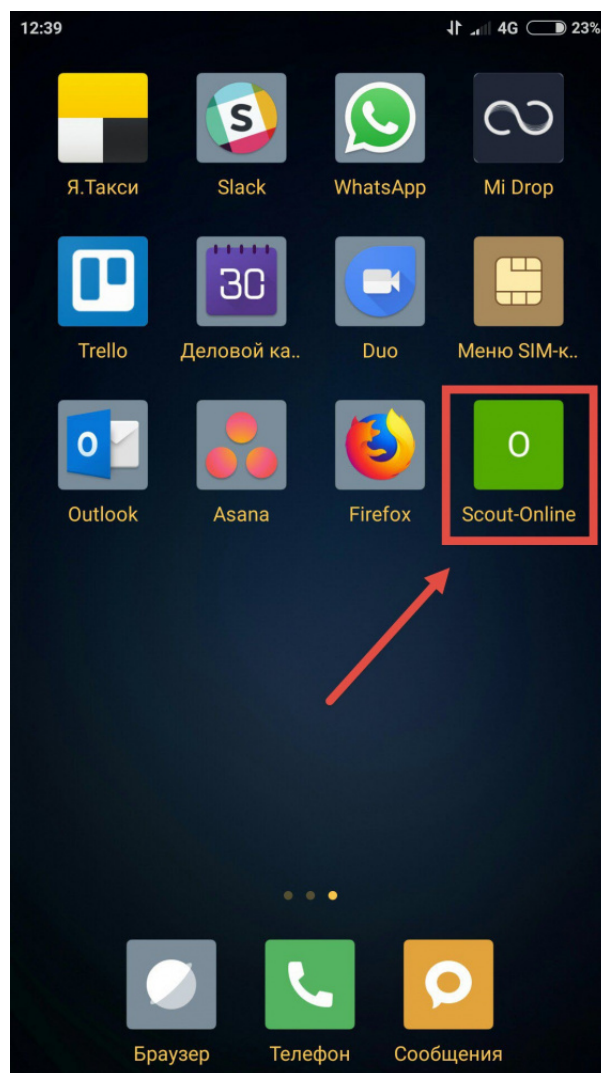 12:39 4G 23%
S
Я.Такси Slack WhatsApp Mi Drop
30
Trello Деловой ка.. Duo Меню SIM-к..
O O
Outlook Asana Firefox Scout-Online
Браузер Телефон Сообщения